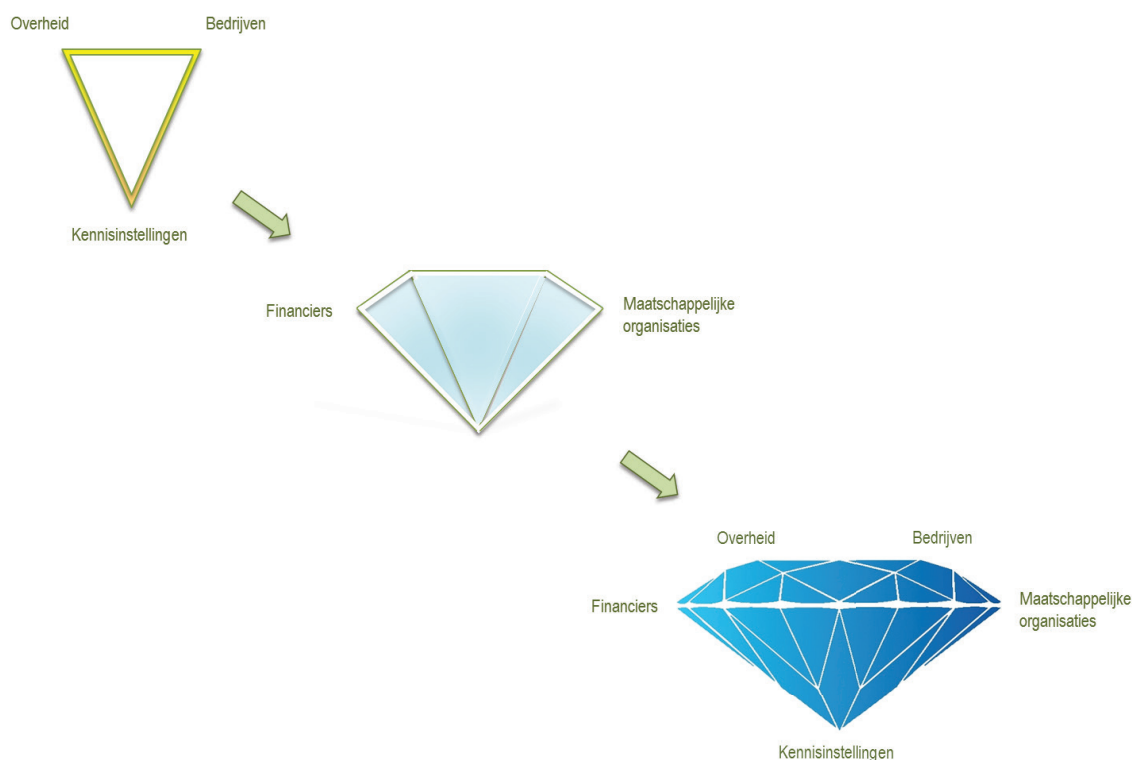 Overheid
Bedrijven
Kennisinstellingen
Financiers
Maatschappelijke
organisaties
Overheid
Bedrijven
Financiers
Maatschappelijke
organisaties
Kennisinstellingen